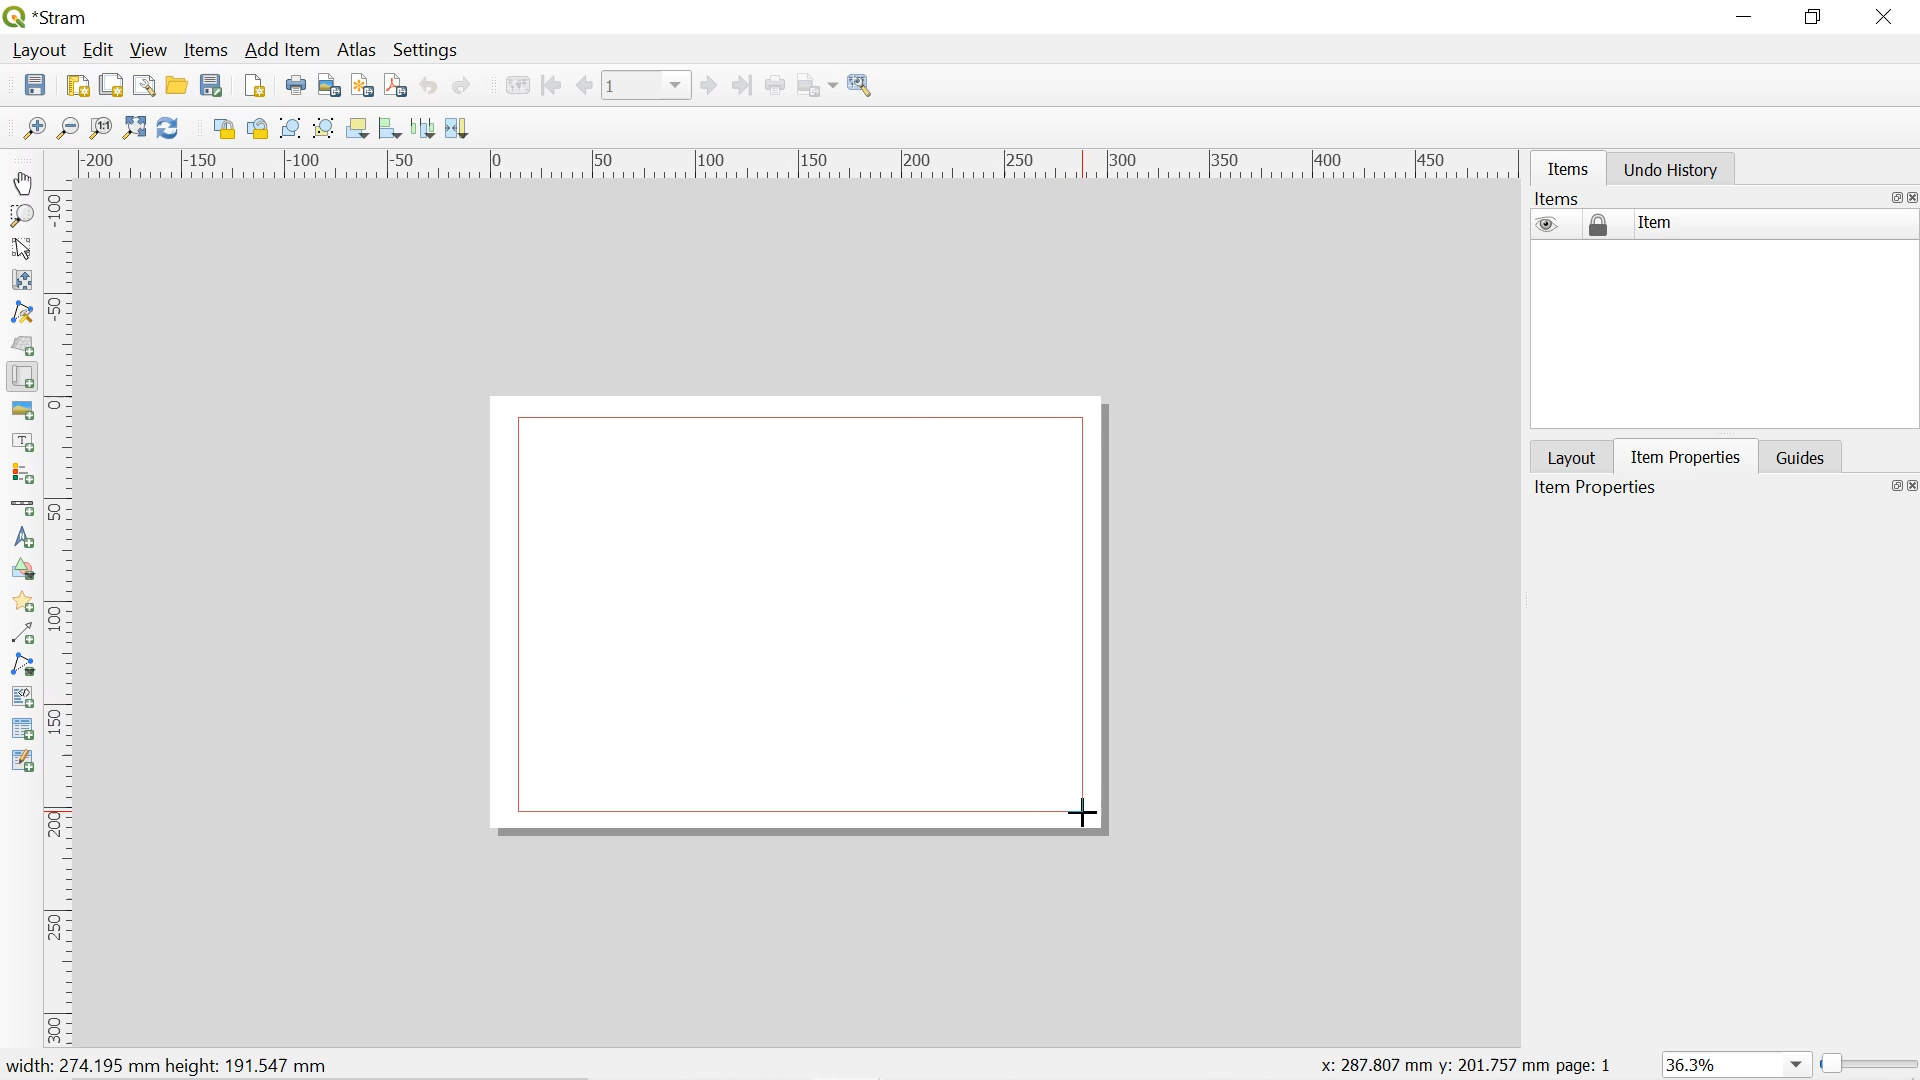 *Stram
Layout Edit View Items Add Item Atlas Settings
1
-200 -150 -100 -50 0 50 100 150 200 250 300 350 400 450
-100
-50
0
50
100
150
200
250
300
Items Undo History
Items
Item
Layout Item Properties Guides
Item Properties
width: 274.195 mm height: 191.547 mm
x: 287.807 mm y: 201.757 mm page: 1
36.3%